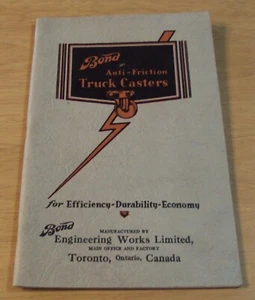 Bond
Anti-Friction
Truck Casters
for Efficiency-Durability-Economy
Bond
MANUFACTURED BY
Engineering Works Limited,
MAIN OFFICE AND FACTORY
Toronto, Ontario, Canada